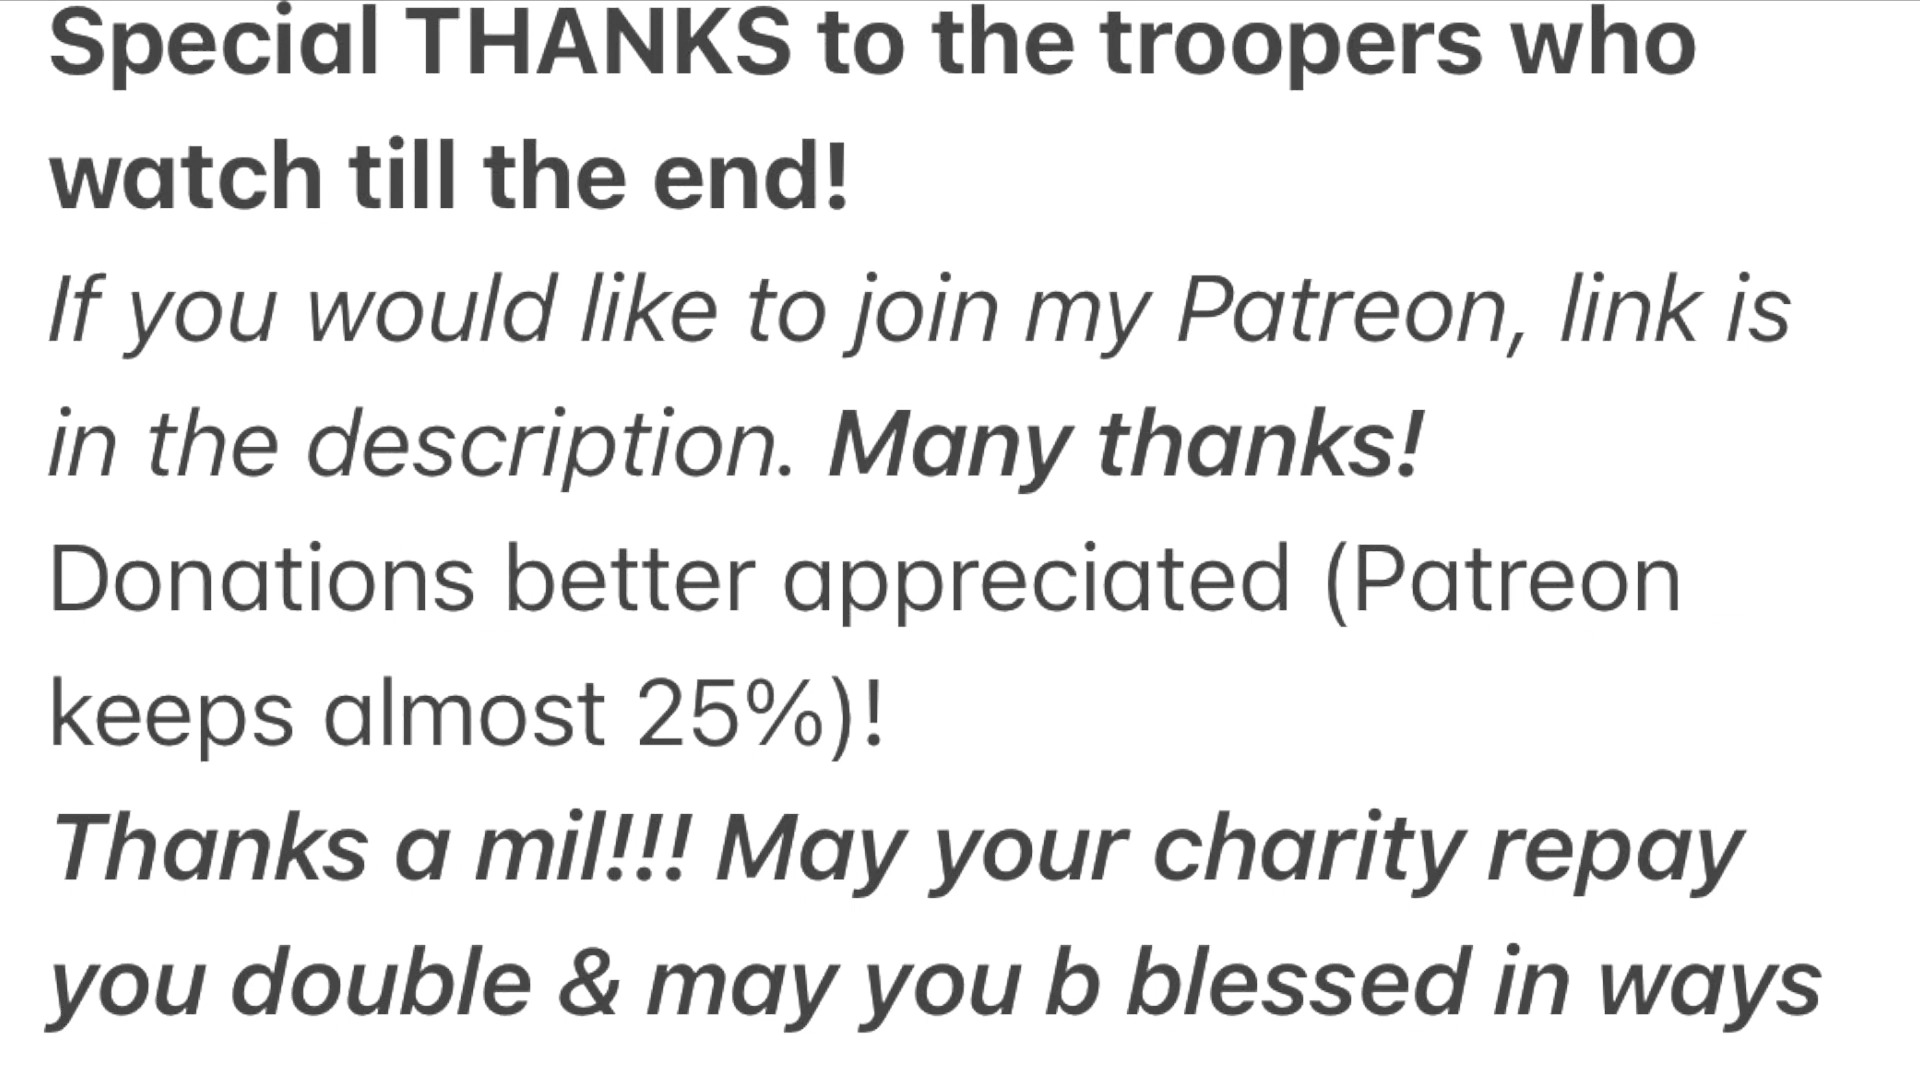 Special THANKS to the troopers who
watch till the end!
If you would like to join my Patreon, link is
in the description. Many thanks!
Donations better appreciated (Patreon
keeps almost 25%)!
Thanks a mil!!! May your charity repay
you double & may you b blessed in ways